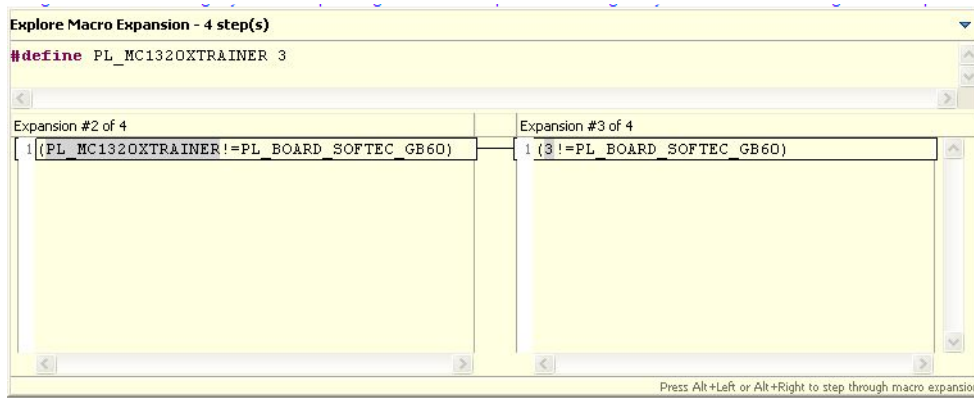 Explore Macro Expansion - 4 step(s)
#define PL_MC1320XTRAINER 3
Expansion #2 of 4
Expansion #3 of 4
1 (PL_MC1320XTRAINER!=PL_BOARD_SOFTEC_GB60)
1 (3!=PL_BOARD_SOFTEC_GB60)
Press Alt+Left or Alt+Right to step through macro expansio